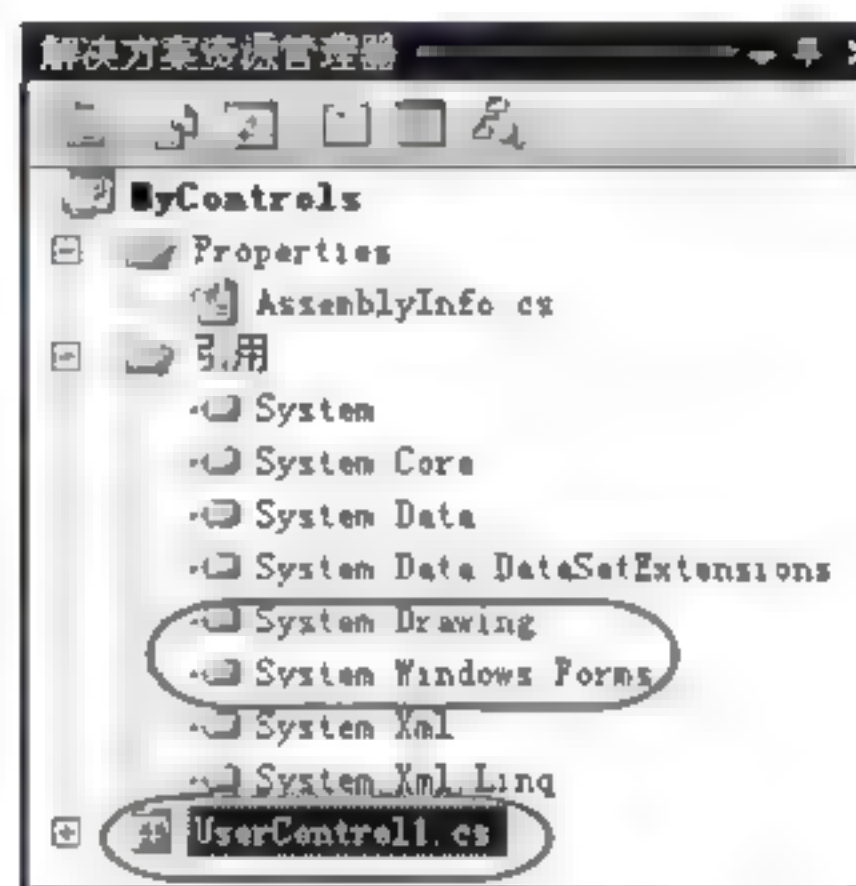 解决方案资源管理器
MyControls
Properties
AssemblyInfo cs
引用
System
System Core
System Data
System Data DataSetExtensions
System Drawing
System Windows Forms
System Xml
System.Xml.Linq
UserControl1.cs